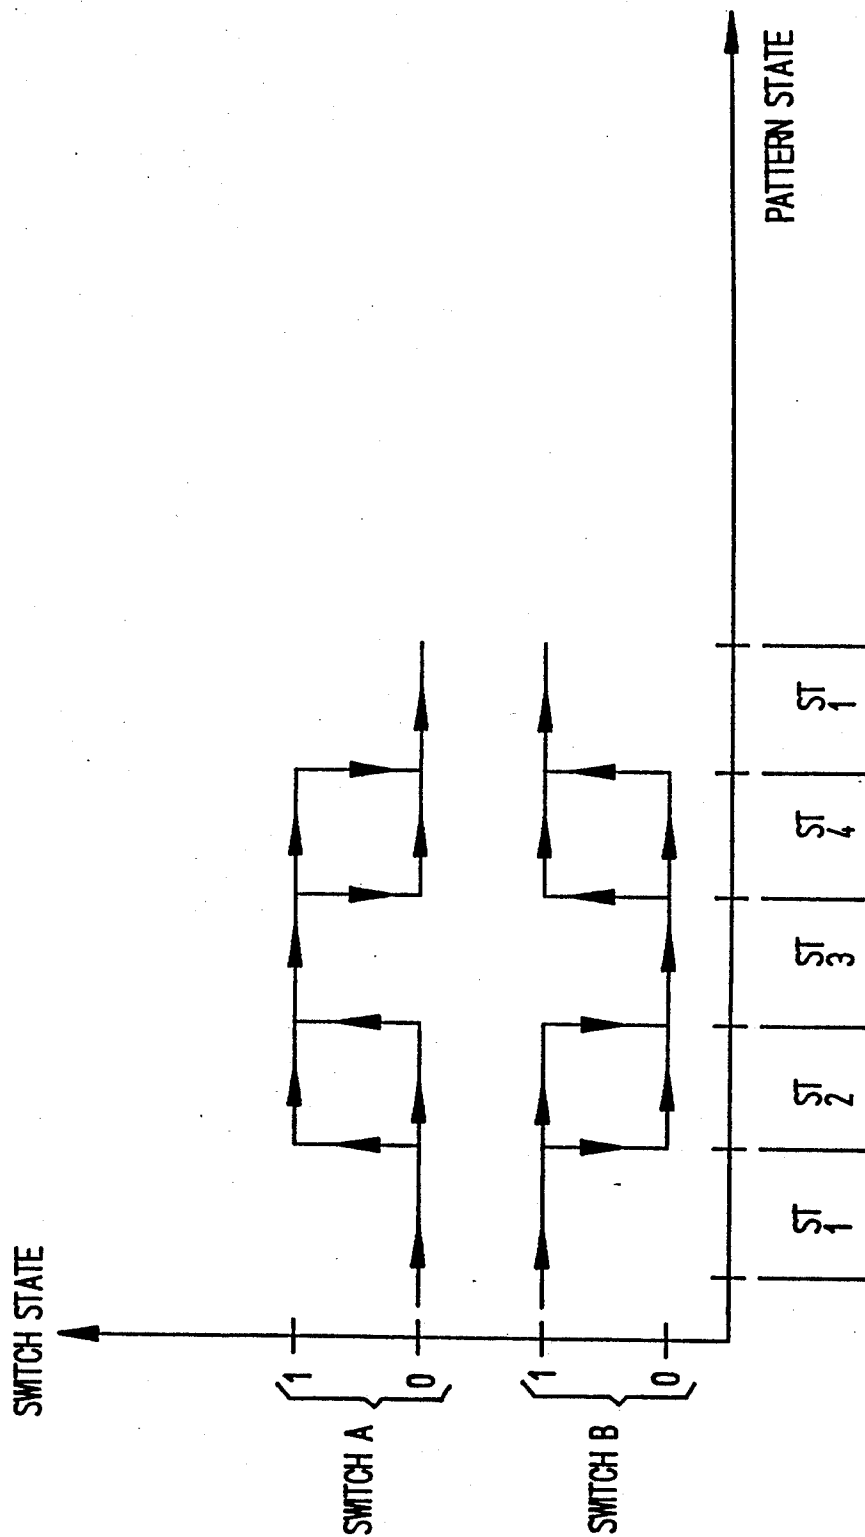 SWITCH STATE
SWITCH A
1
0
SWITCH B
1
0
ST 1
ST 2
ST 3
ST 4
ST 1
PATTERN STATE